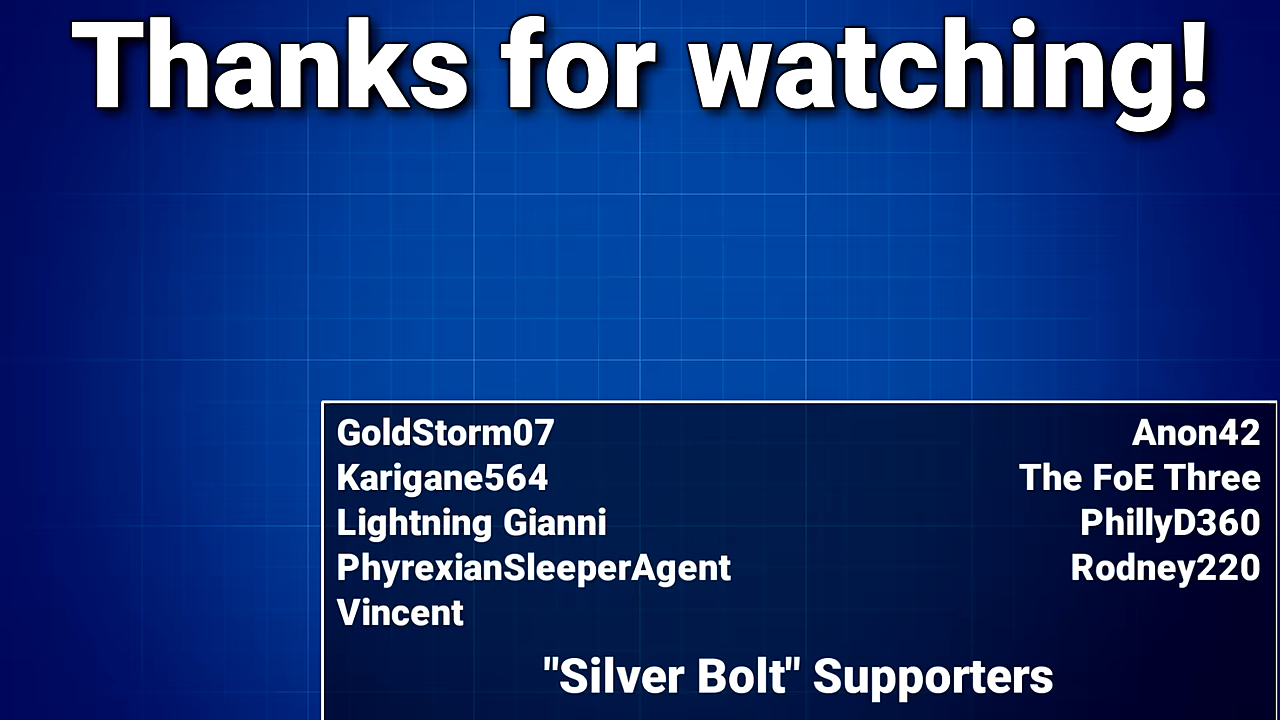 Thanks for watching!
GoldStorm07
Karigane564
Lightning Gianni
PhyrexianSleeperAgent
Vincent
Anon42
The FoE Three
PhillyD360
Rodney220
"Silver Bolt" Supporters